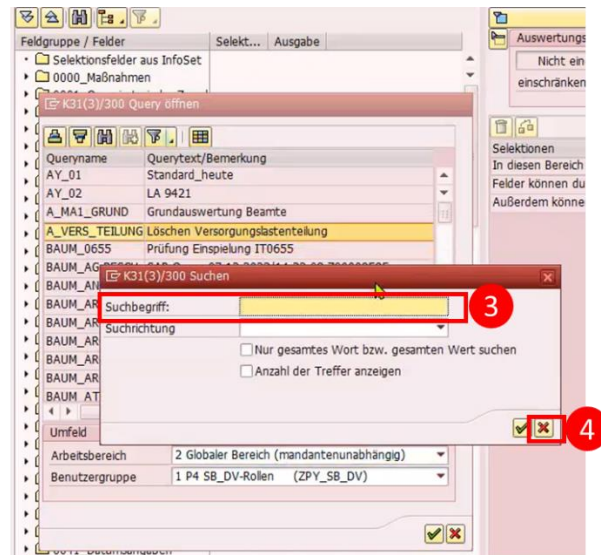 Feldgruppe / Felder Selekt... Ausgabe
Selektionsfelder aus InfoSet
0000_Maßnahmen
K31(3)/300 Query öffnen
Queryname Querytext/Bemerkung
AY_01 Standard_heute
AY_02 LA 9421
A_MA1_GRUND Grundauswertung Beamte
A_VERS_TEILUNG Löschen Versorgungslastenteilung
BAUM_0655 Prüfung Einspielung IT0655
BAUM_AG
BAUM_AN
BAUM_AR
BAUM_AR
BAUM_AR
BAUM_AR
BAUM_AR
BAUM_AT
K31(3)/300 Suchen
Suchbegriff:
3
Suchrichtung
Nur gesamtes Wort bzw. gesamten Wert suchen
Anzahl der Treffer anzeigen
4
Umfeld
Arbeitsbereich 2 Globaler Bereich (mandantenunabhängig)
Benutzergruppe 1 P4 SB_DV-Rollen (ZPY_SB_DV)
Auswertungs
Nicht ein
einschränken
Selektionen
In diesen Bereich
Felder können du
Außerdem könne